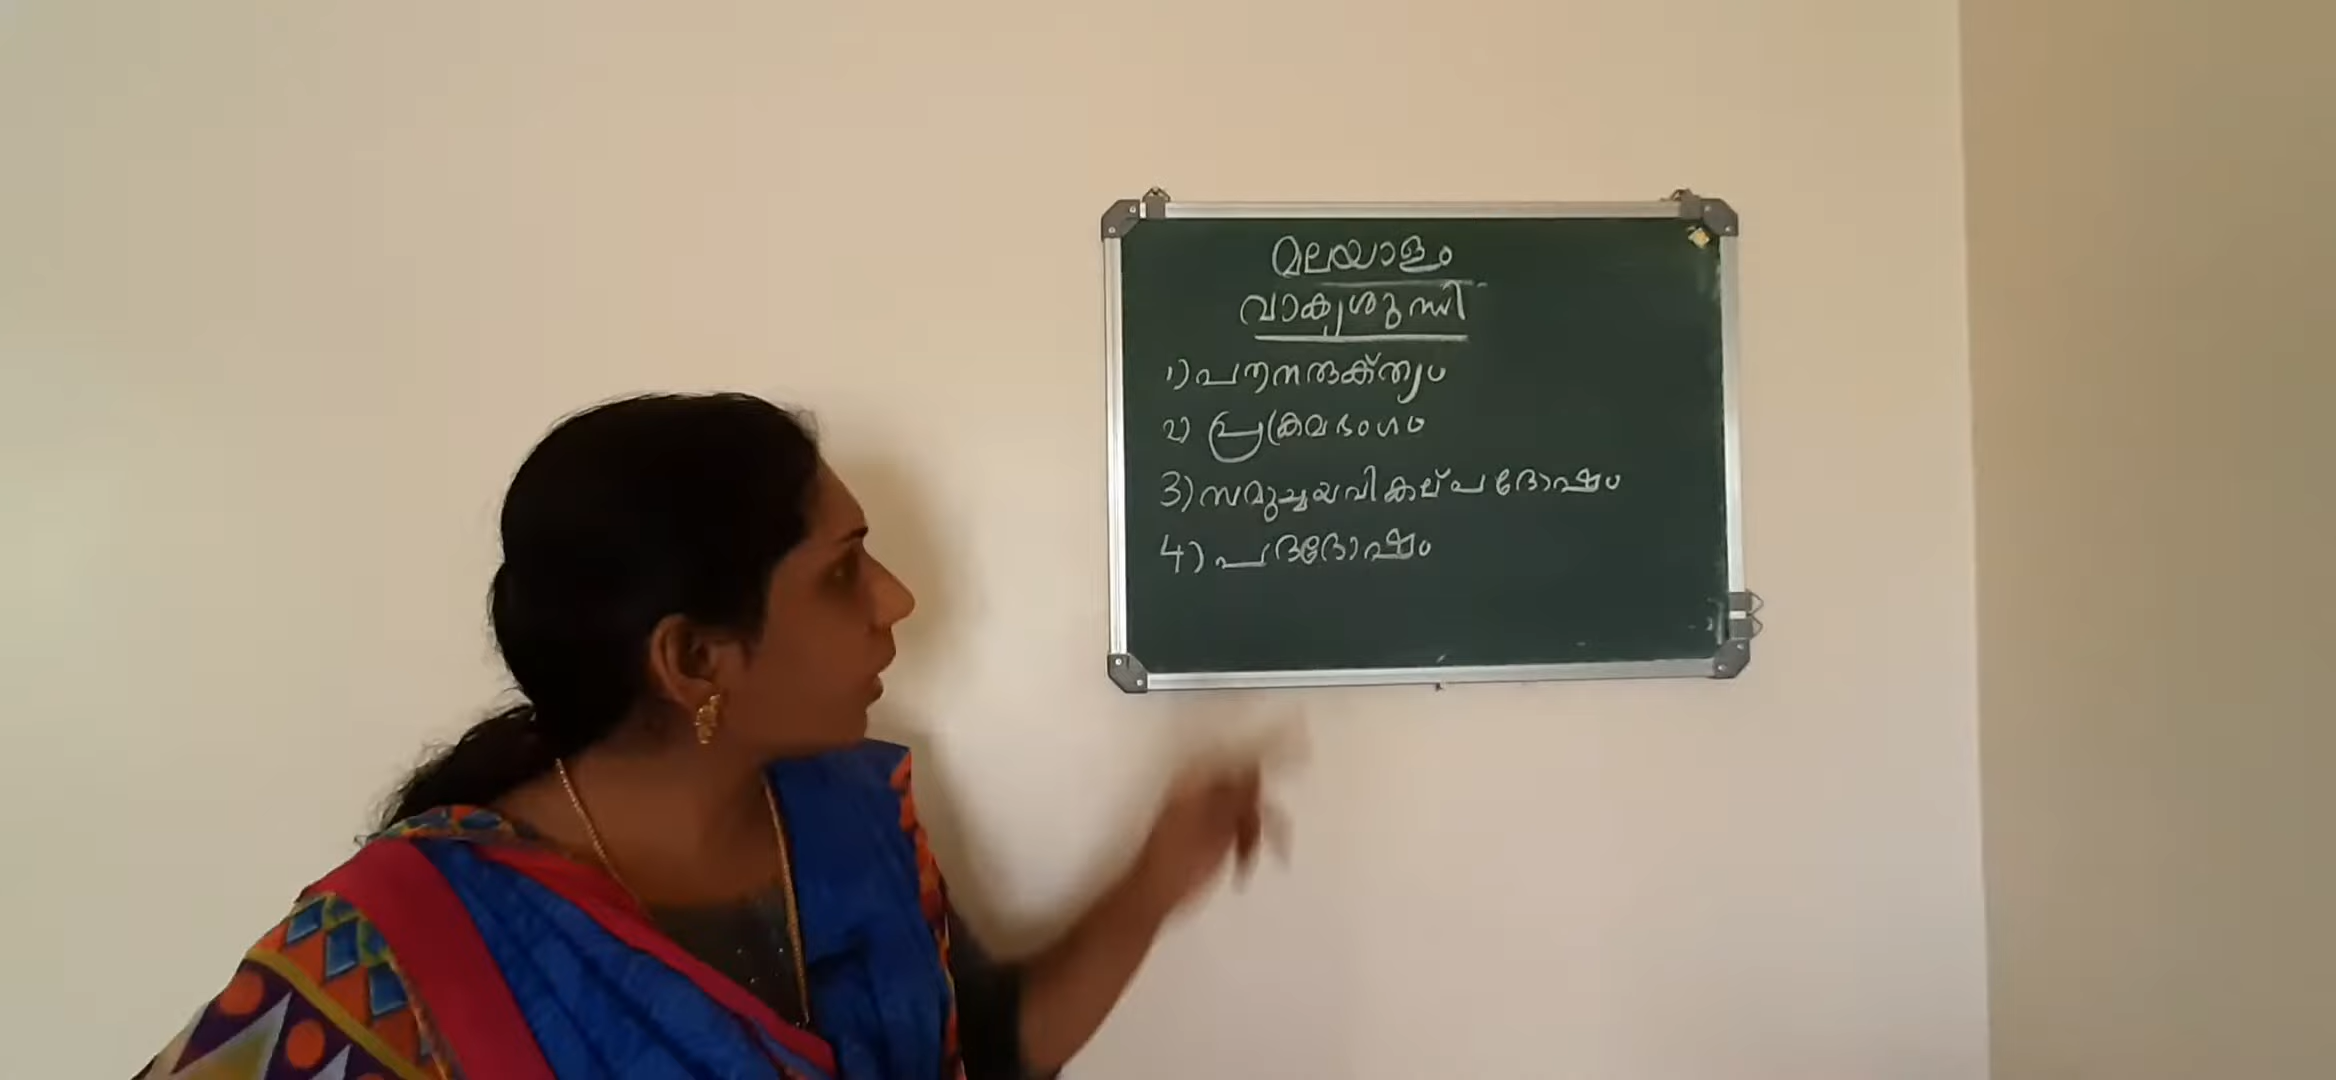 മലയാളം
വാക്യശുദ്ധി
1) പൗനരുക്ത്യം
2) പ്രക്രമഭംഗം
3) സമുച്ചയവികല്പദോഷം
4) പദദോഷം